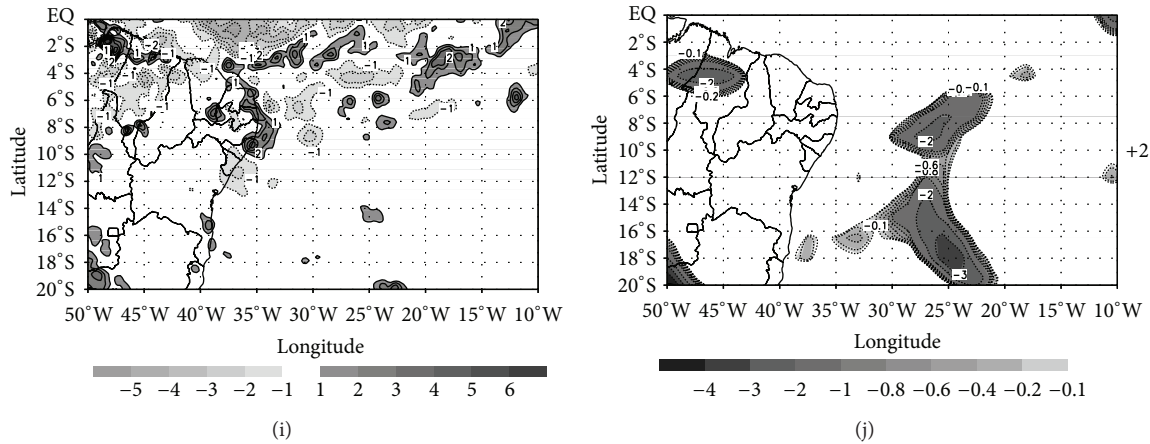 EQ
2°S
4°S
6°S
8°S
10°S
12°S
14°S
16°S
18°S
20°S
Latitude
50°W 45°W 40°W 35°W 30°W 25°W 20°W 15°W 10°W
Longitude
−5 −4 −3 −2 −1 1 2 3 4 5 6
(i)
EQ
2°S
4°S
6°S
8°S
10°S
12°S
14°S
16°S
18°S
20°S
Latitude
−0.1
−2
−0.2
−0.1
−2
−0.6
−0.8
−2
−0.1
−3
+2
50°W 45°W 40°W 35°W 30°W 25°W 20°W 15°W 10°W
Longitude
−4 −3 −2 −1 −0.8 −0.6 −0.4 −0.2 −0.1
(j)